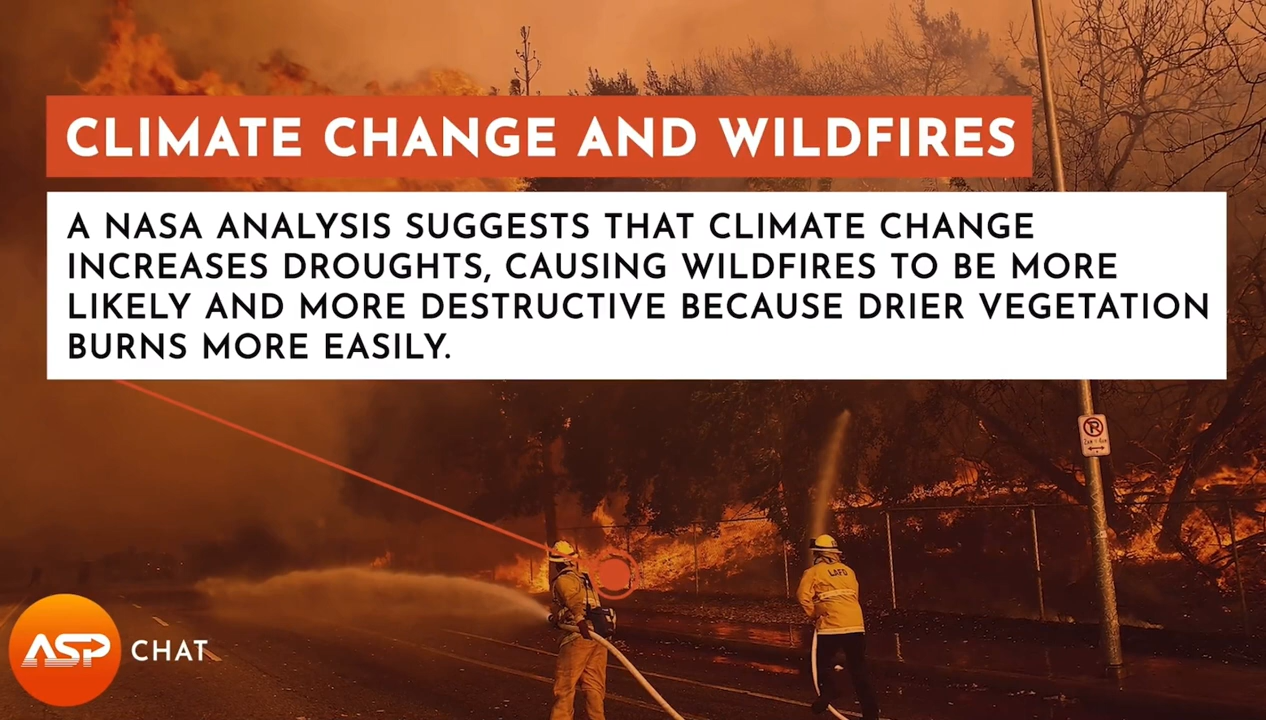 CLIMATE CHANGE AND WILDFIRES
A NASA ANALYSIS SUGGESTS THAT CLIMATE CHANGE
INCREASES DROUGHTS, CAUSING WILDFIRES TO BE MORE
LIKELY AND MORE DESTRUCTIVE BECAUSE DRIER VEGETATION
BURNS MORE EASILY.
LAFD
ASP CHAT